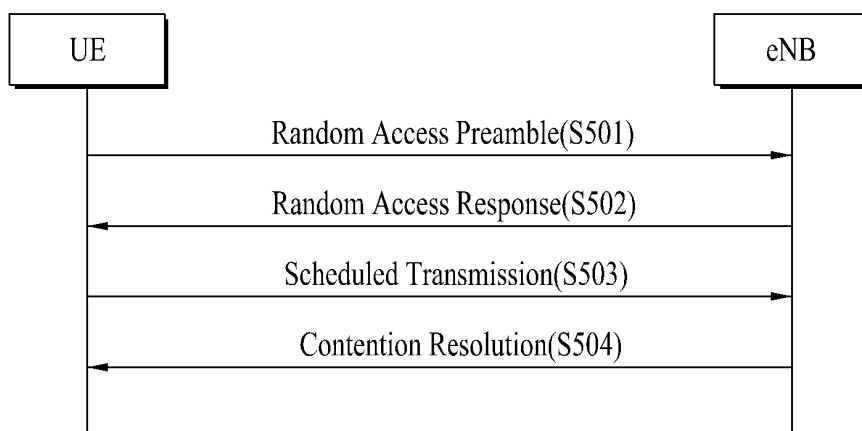 UE
eNB
Random Access Preamble(S501)
Random Access Response(S502)
Scheduled Transmission(S503)
Contention Resolution(S504)